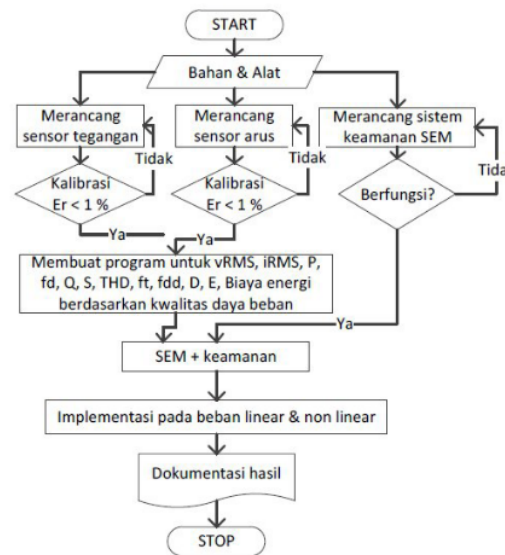 START
Bahan & Alat
Merancang
sensor tegangan
Merancang
sensor arus
Merancang sistem
keamanan SEM
Tidak
Tidak
Tida
Kalibrasi
Er < 1 %
Kalibrasi
Er < 1 %
Berfungsi?
Ya
Ya
Membuat program untuk vRMS, iRMS, P,
fd, Q, S, THD, ft, fdd, D, E, Biaya energi
berdasarkan kwalitas daya beban
Ya
SEM + keamanan
Implementasi pada beban linear & non linear
Dokumentasi hasil
STOP